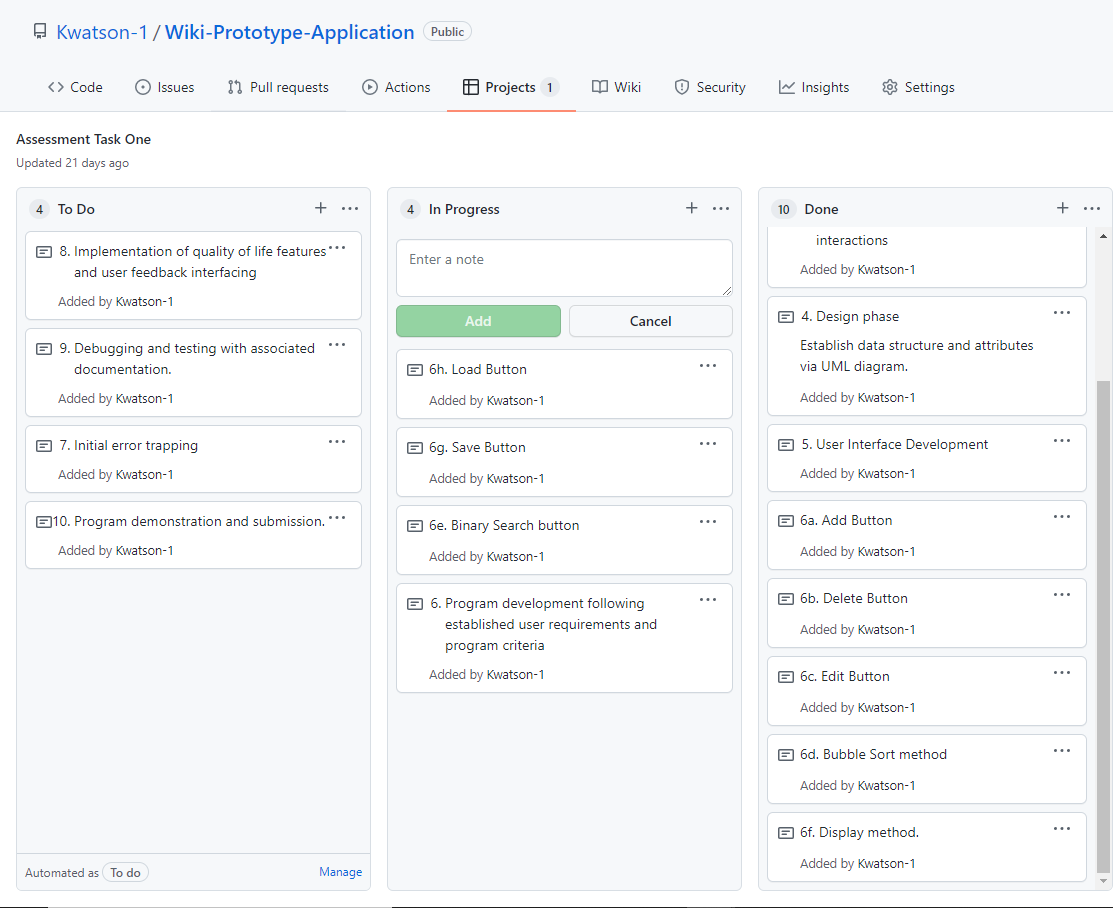 Kwatson-1 / Wiki-Prototype-Application Public
Code Issues Pull requests Actions Projects 1 Wiki Security Insights Settings
Assessment Task One
Updated 21 days ago
4 To Do
8. Implementation of quality of life features
and user feedback interfacing
Added by Kwatson-1
9. Debugging and testing with associated
documentation.
Added by Kwatson-1
7. Initial error trapping
Added by Kwatson-1
10. Program demonstration and submission.
Added by Kwatson-1
Automated as To do Manage
4 In Progress
Enter a note
Add Cancel
6h. Load Button
Added by Kwatson-1
6g. Save Button
Added by Kwatson-1
6e. Binary Search button
Added by Kwatson-1
6. Program development following
established user requirements and
program criteria
Added by Kwatson-1
10 Done
interactions
Added by Kwatson-1
4. Design phase
Establish data structure and attributes
via UML diagram.
Added by Kwatson-1
5. User Interface Development
Added by Kwatson-1
6a. Add Button
Added by Kwatson-1
6b. Delete Button
Added by Kwatson-1
6c. Edit Button
Added by Kwatson-1
6d. Bubble Sort method
Added by Kwatson-1
6f. Display method.
Added by Kwatson-1